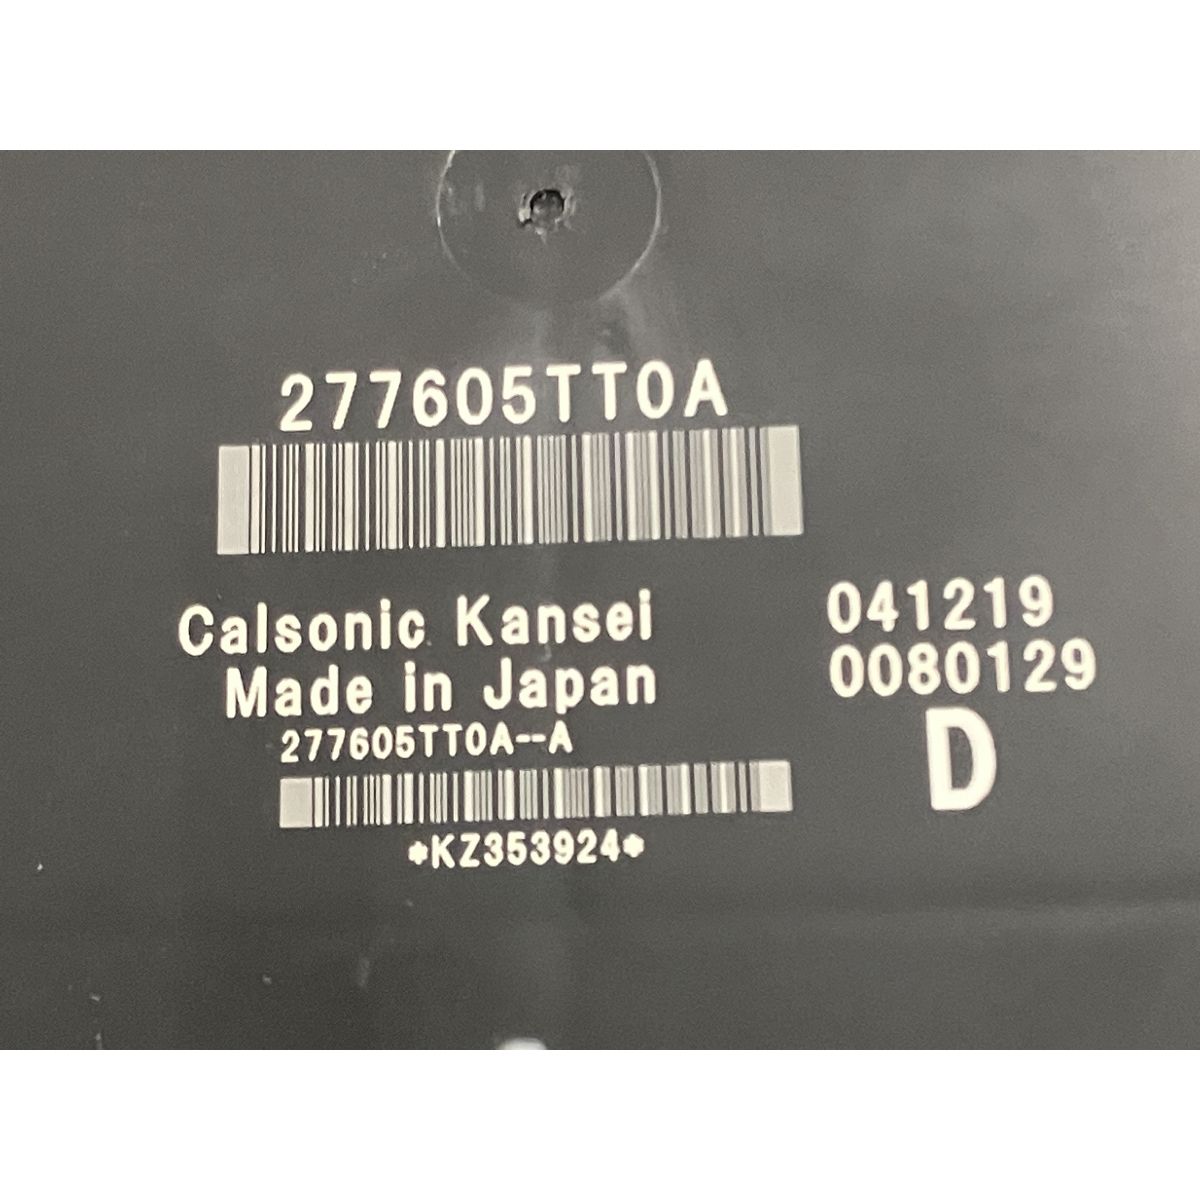 277605TT0A
Calsonic Kansei
Made in Japan
277605TT0A--A
*KZ353924*
041219
0080129
D